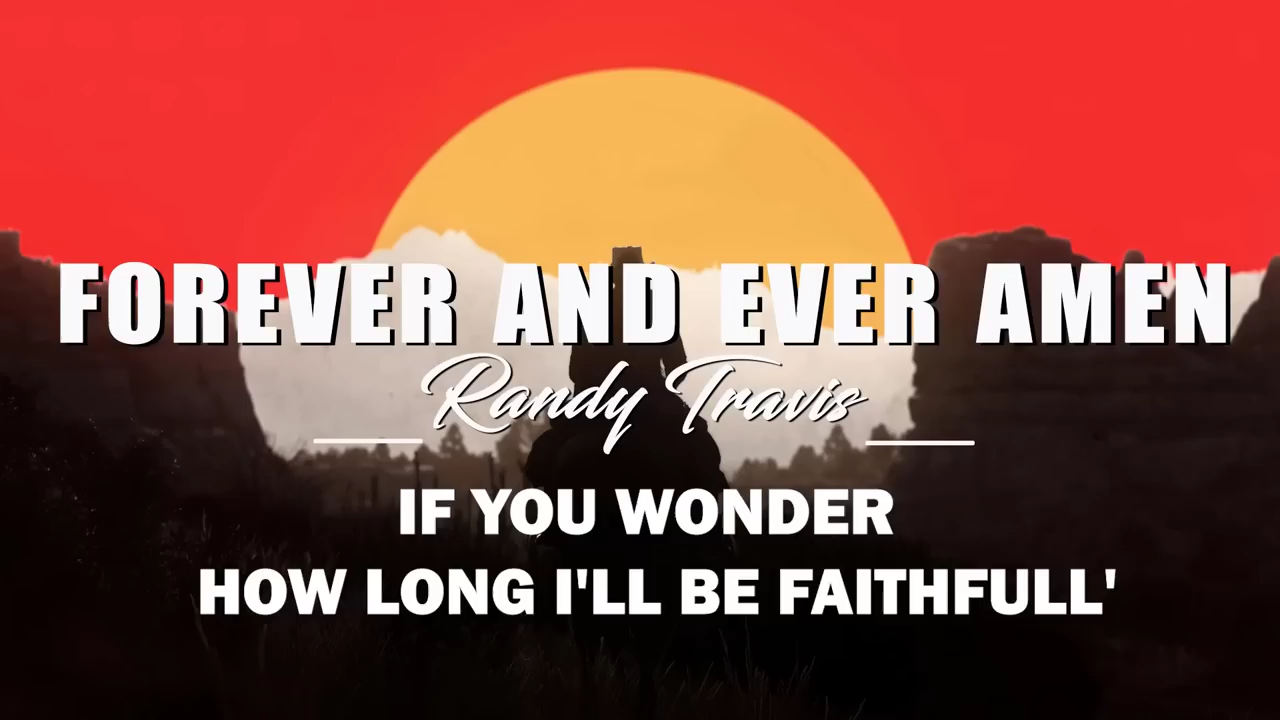 FOREVER AND EVER AMEN
Randy Travis
IF YOU WONDER
HOW LONG I'LL BE FAITHFULL'